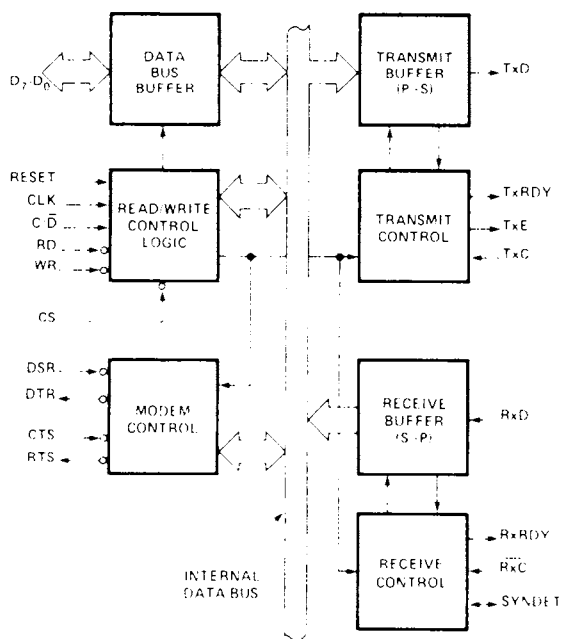 DATA
BUS
BUFFER
D7-D0
TRANSMIT
BUFFER
(P-S)
TxD
RESET
CLK
C/D̅
RD
WR
CS
READ/WRITE
CONTROL
LOGIC
TRANSMIT
CONTROL
TxRDY
TxE
TxC
DSR
DTR
CTS
RTS
MODEM
CONTROL
RECEIVE
BUFFER
(S-P)
RxD
INTERNAL
DATA BUS
RECEIVE
CONTROL
RxRDY
R̅x̅C̅
SYNDET